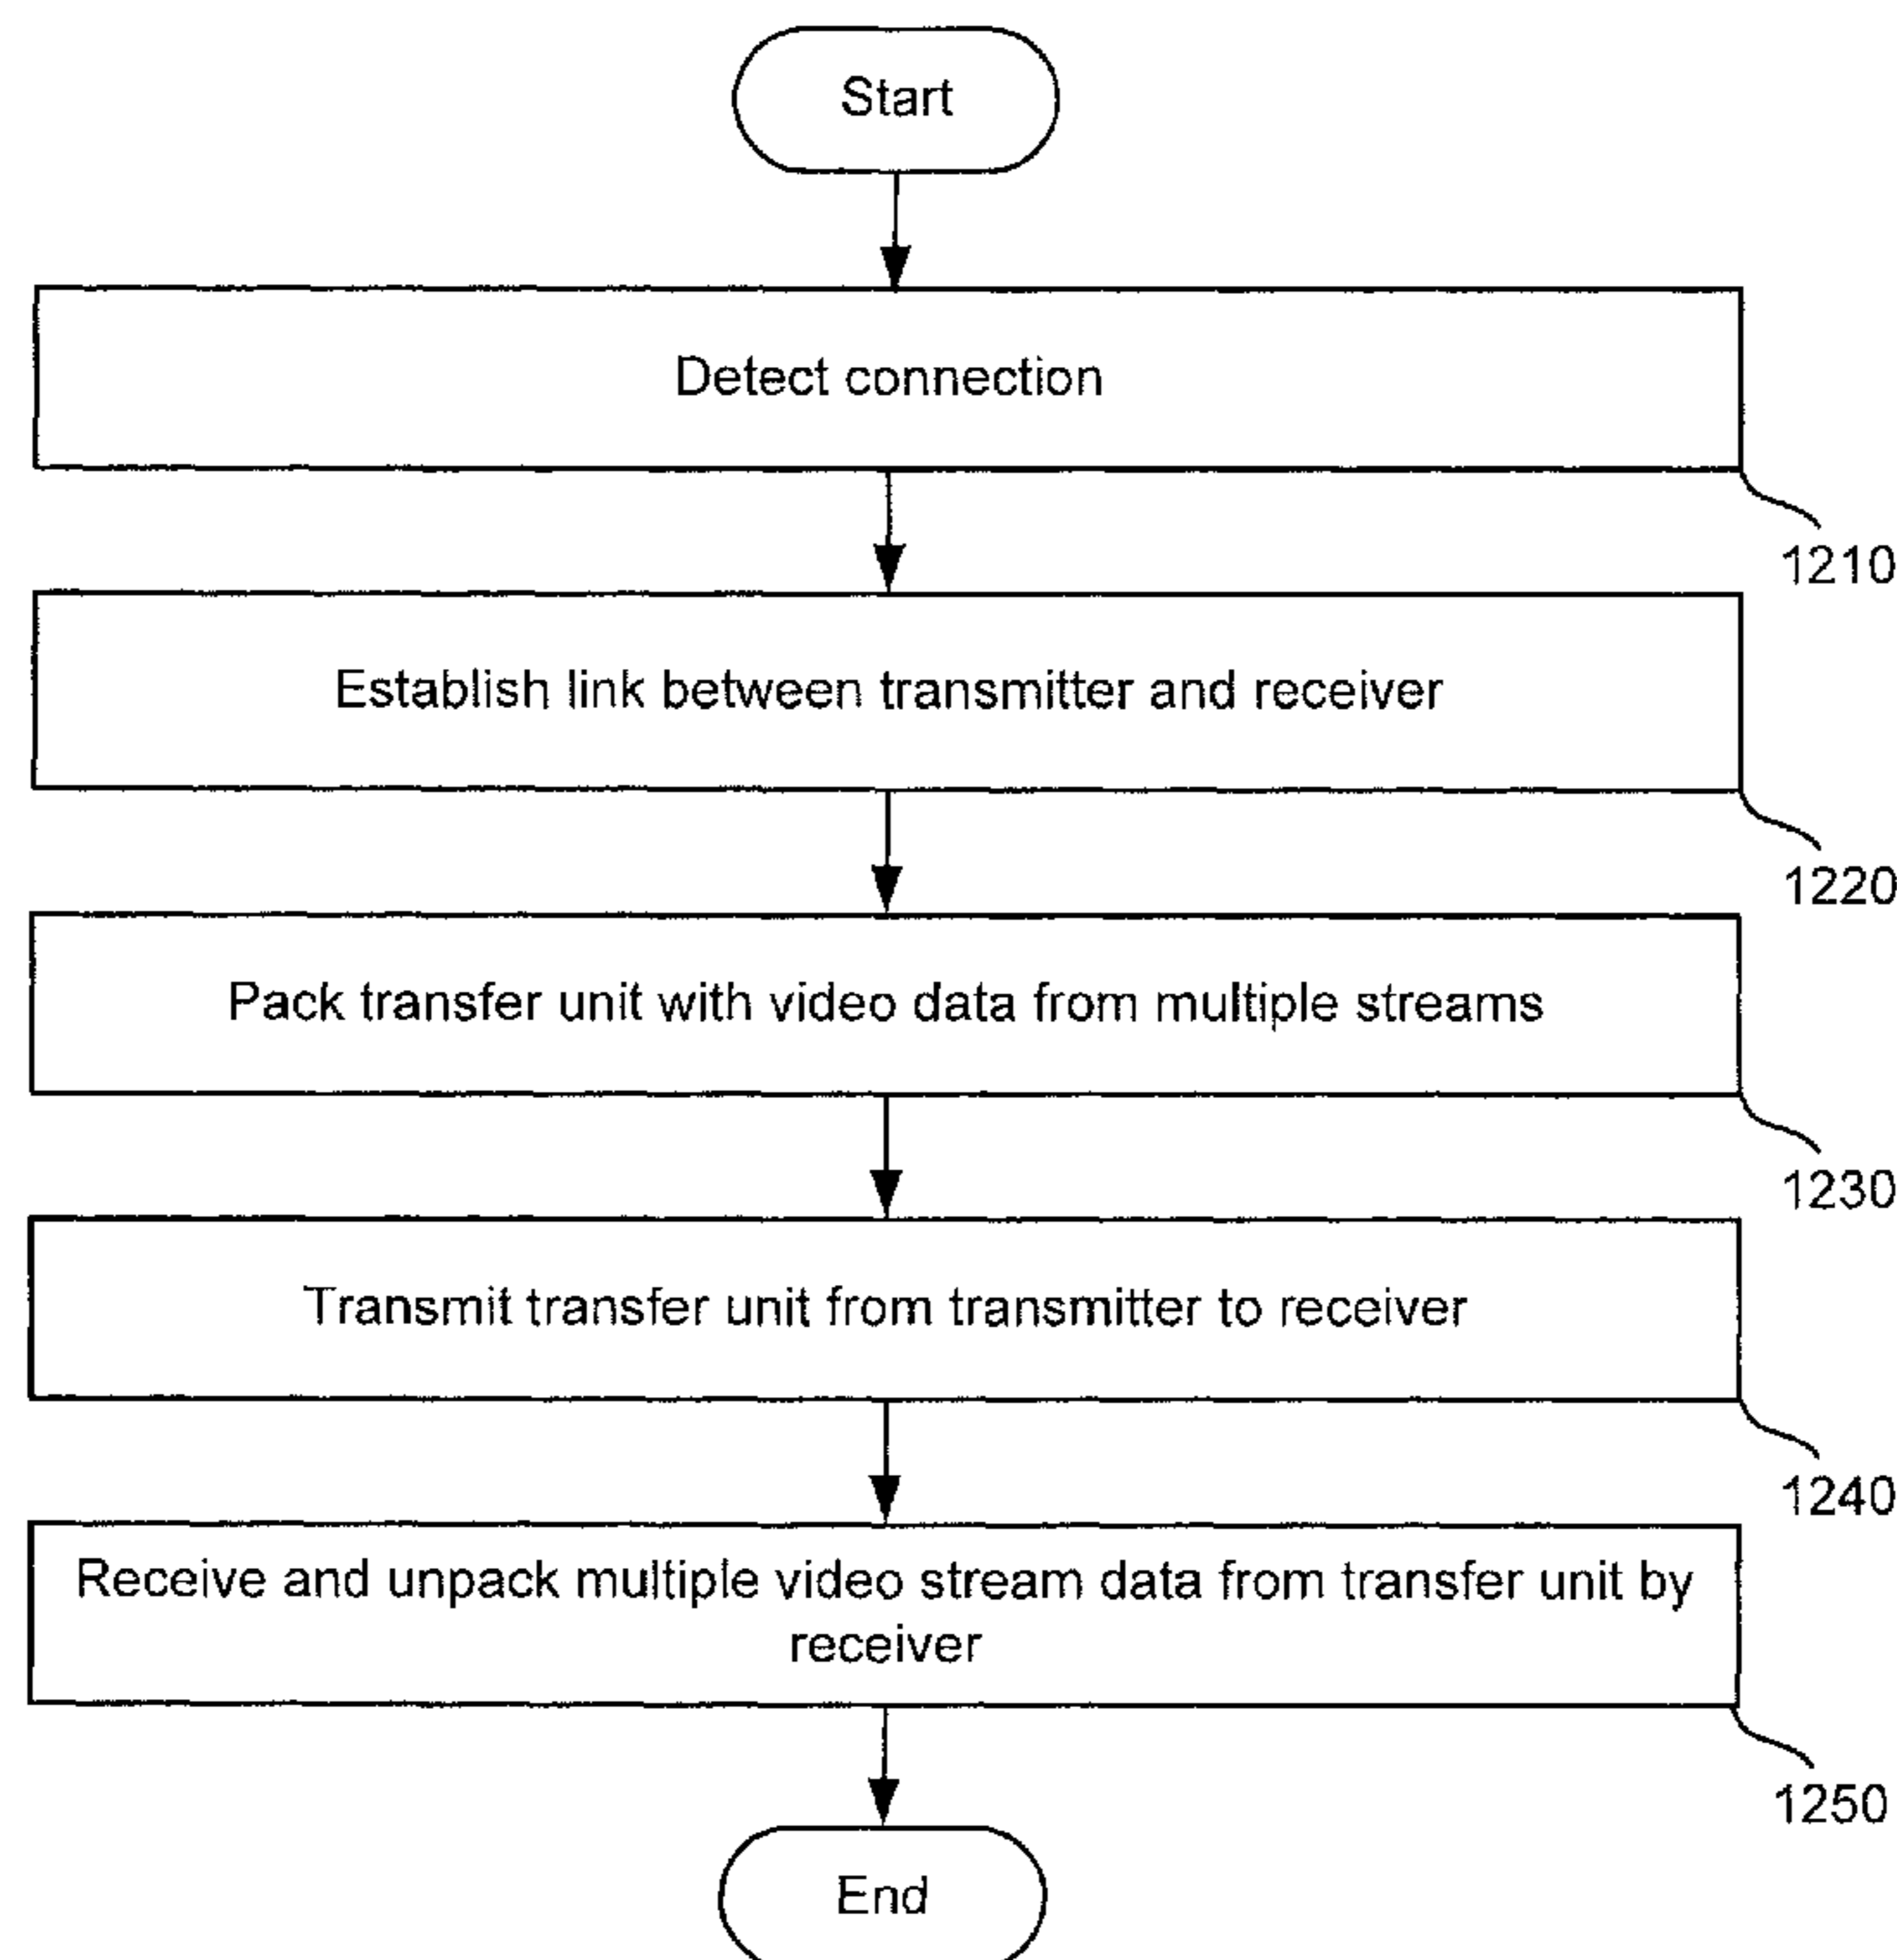 Start
Detect connection
1210
Establish link between transmitter and receiver
1220
Pack transfer unit with video data from multiple streams
1230
Transmit transfer unit from transmitter to receiver
1240
Receive and unpack multiple video stream data from transfer unit by
receiver
1250
End